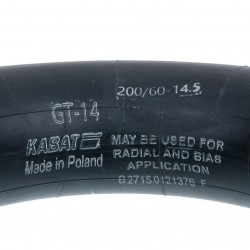 200/60-14.5
GT-14
KABAT
Made in Poland
MAY BE USED FOR
RADIAL AND BIAS
APPLICATION